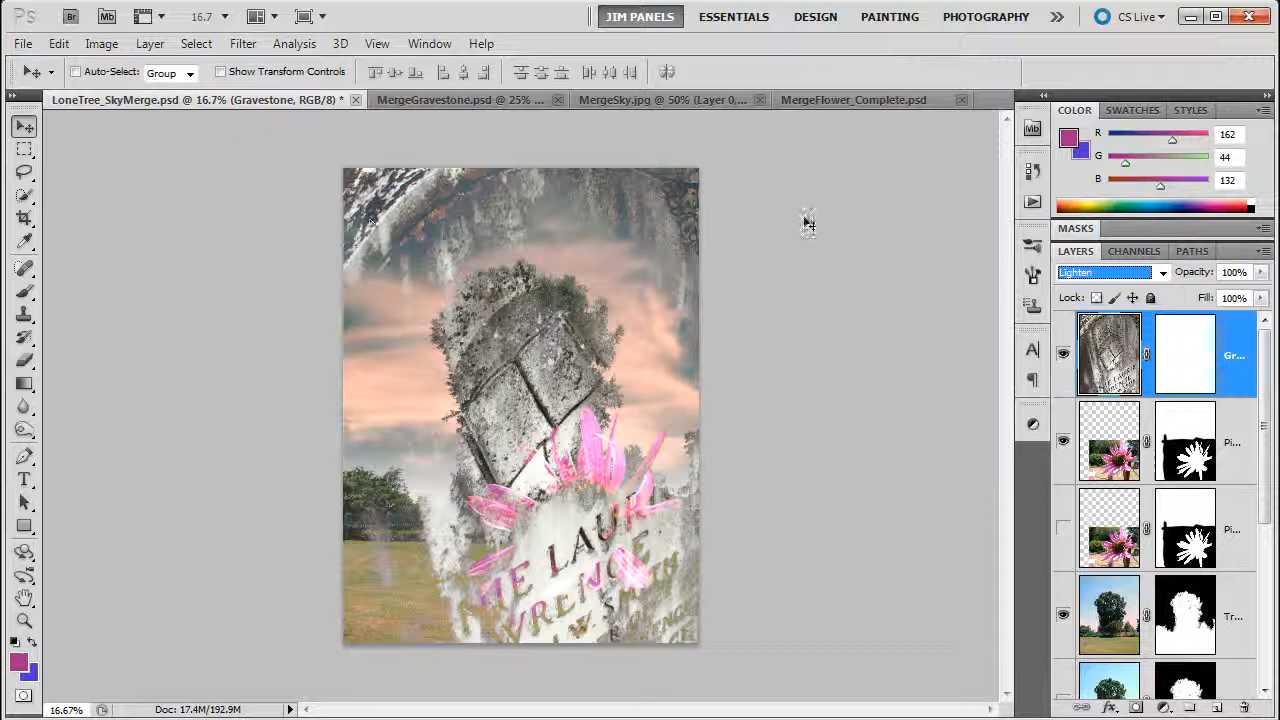 Ps Br Mb 16.7 JIM PANELS ESSENTIALS DESIGN PAINTING PHOTOGRAPHY CS Live
File Edit Image Layer Select Filter Analysis 3D View Window Help
Auto-Select: Group Show Transform Controls
LoneTree_SkyMerge.psd @ 16.7% (Gravestone, RGB/8) * MergeGravestone.psd @ 25% ... MergeSky.jpg @ 50% (Layer 0,... MergeFlower_Complete.psd
COLOR SWATCHES STYLES
Mb
R 162
G 44
B 132
MASKS
LAYERS CHANNELS PATHS
Lighten Opacity: 100%
Lock: Fill: 100%
Gr...
Pi...
Pi...
Tr...
LAUR
16.67% Doc: 17.4M/192.9M